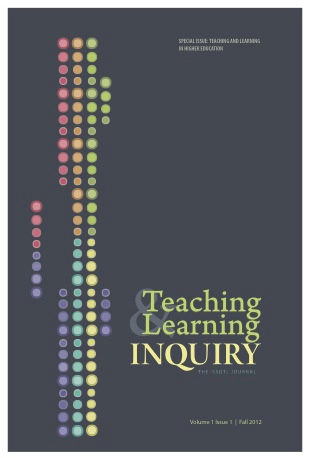 SPECIAL ISSUE: TEACHING AND LEARNING
IN HIGHER EDUCATION
&
Teaching
Learning
INQUIRY
THE ISSOTL JOURNAL
Volume 1 Issue 1 | Fall 2012